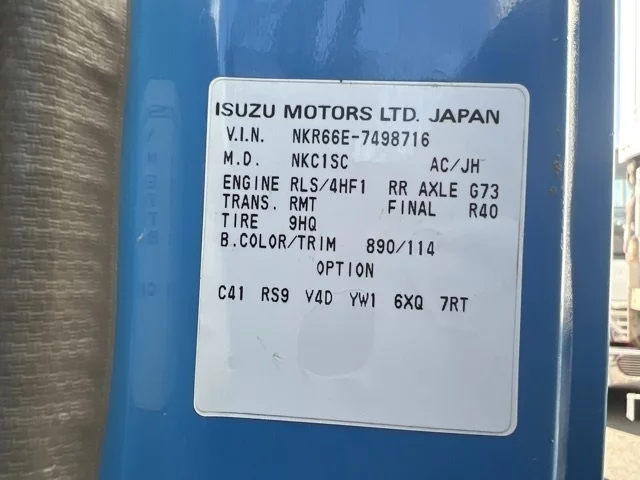 ISUZU MOTORS LTD. JAPAN
V.I.N. NKR66E-7498716
M.D. NKC1SC AC/JH
ENGINE RLS/4HF1 RR AXLE G73
TRANS. RMT FINAL R40
TIRE 9HQ
B.COLOR/TRIM 890/114
OPTION
C41 RS9 V4D YW1 6XQ 7RT